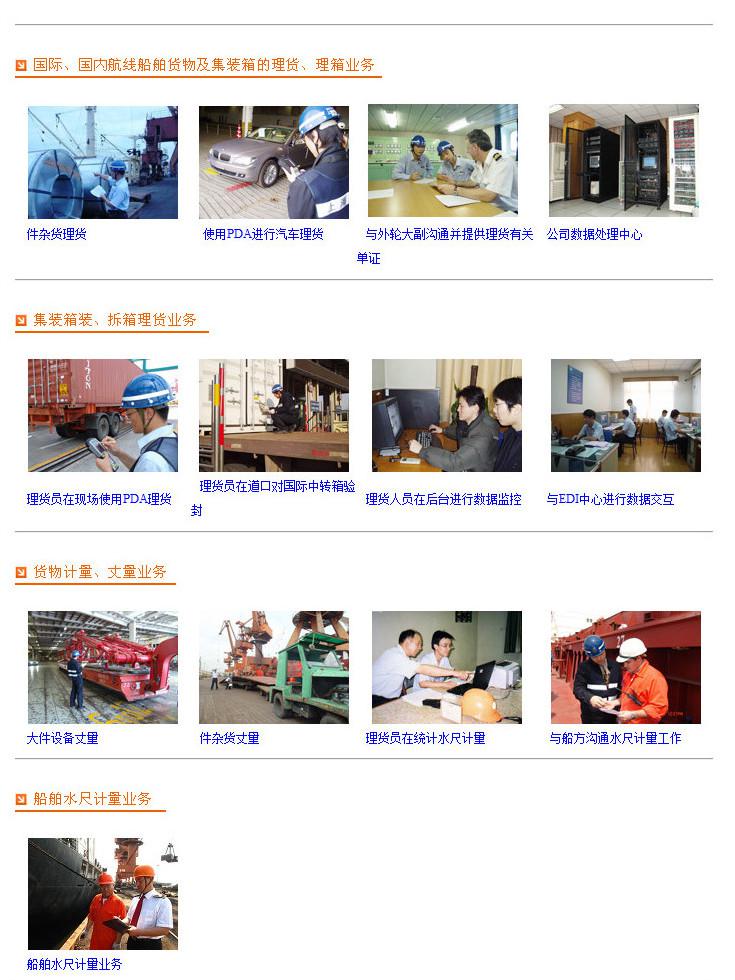 国际、国内航线船舶货物及集装箱的理货、理箱业务
件杂货理货
使用PDA进行汽车理货
与外轮大副沟通并提供理货有关
单证
公司数据处理中心
集装箱装、拆箱理货业务
理货员在现场使用PDA理货
理货员在道口对国际中转箱验
封
理货人员在后台进行数据监控
与EDI中心进行数据交互
货物计量、丈量业务
大件设备丈量
件杂货丈量
理货员在统计水尺计量
与船方沟通水尺计量工作
船舶水尺计量业务
船舶水尺计量业务